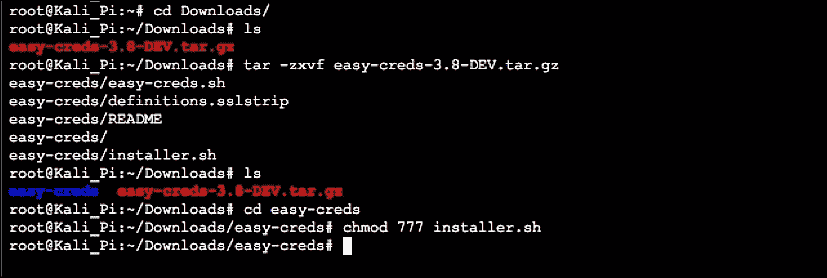 root@Kali_Pi:~# cd Downloads/
root@Kali_Pi:~/Downloads# ls
easy-creds-3.8-DEV.tar.gz
root@Kali_Pi:~/Downloads# tar -zxvf easy-creds-3.8-DEV.tar.gz
easy-creds/easy-creds.sh
easy-creds/definitions.sslstrip
easy-creds/README
easy-creds/
easy-creds/installer.sh
root@Kali_Pi:~/Downloads# ls
easy-creds  easy-creds-3.8-DEV.tar.gz
root@Kali_Pi:~/Downloads# cd easy-creds
root@Kali_Pi:~/Downloads/easy-creds# chmod 777 installer.sh
root@Kali_Pi:~/Downloads/easy-creds#